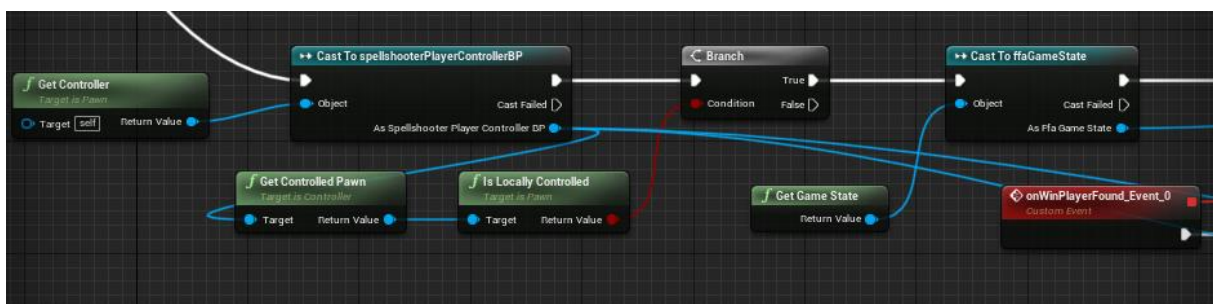 Cast To spellshooterPlayerControllerBP
Branch
Cast To ffaGameState
Get Controller
Target is Pawn
Target self Return Value
Object
Cast Failed
As Spellshooter Player Controller BP
True
Condition False
Object
Cast Failed
As Ffa Game State
Get Controlled Pawn
Target is Controller
Target Return Value
Is Locally Controlled
Target is Pawn
Target Return Value
Get Game State
Return Value
onWinPlayerFound_Event_0
Custom Event